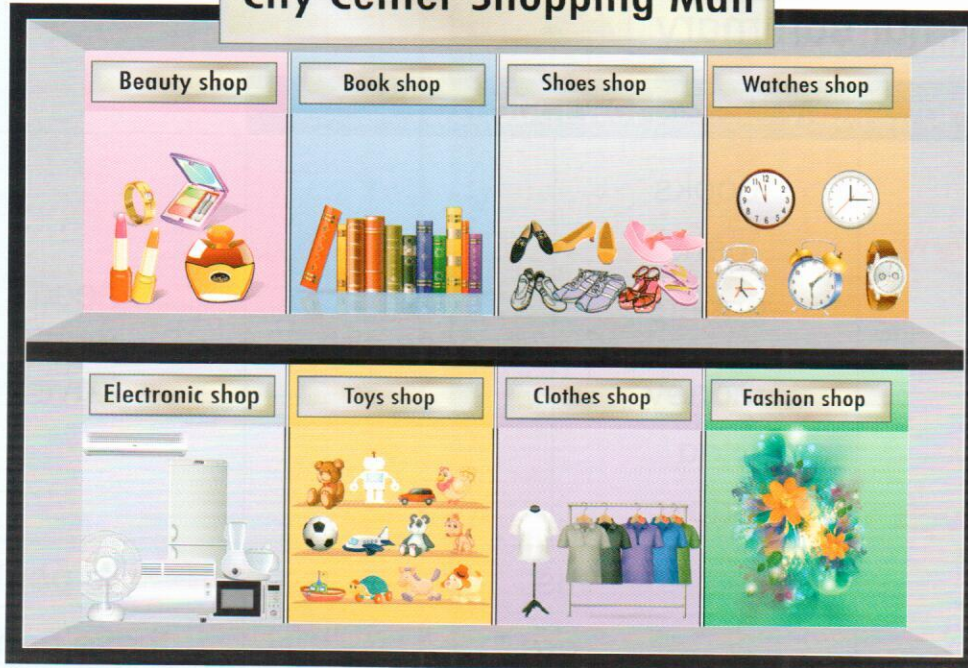 City Center Shopping Mall
Beauty shop
Book shop
Shoes shop
Watches shop
Electronic shop
Toys shop
Clothes shop
Fashion shop